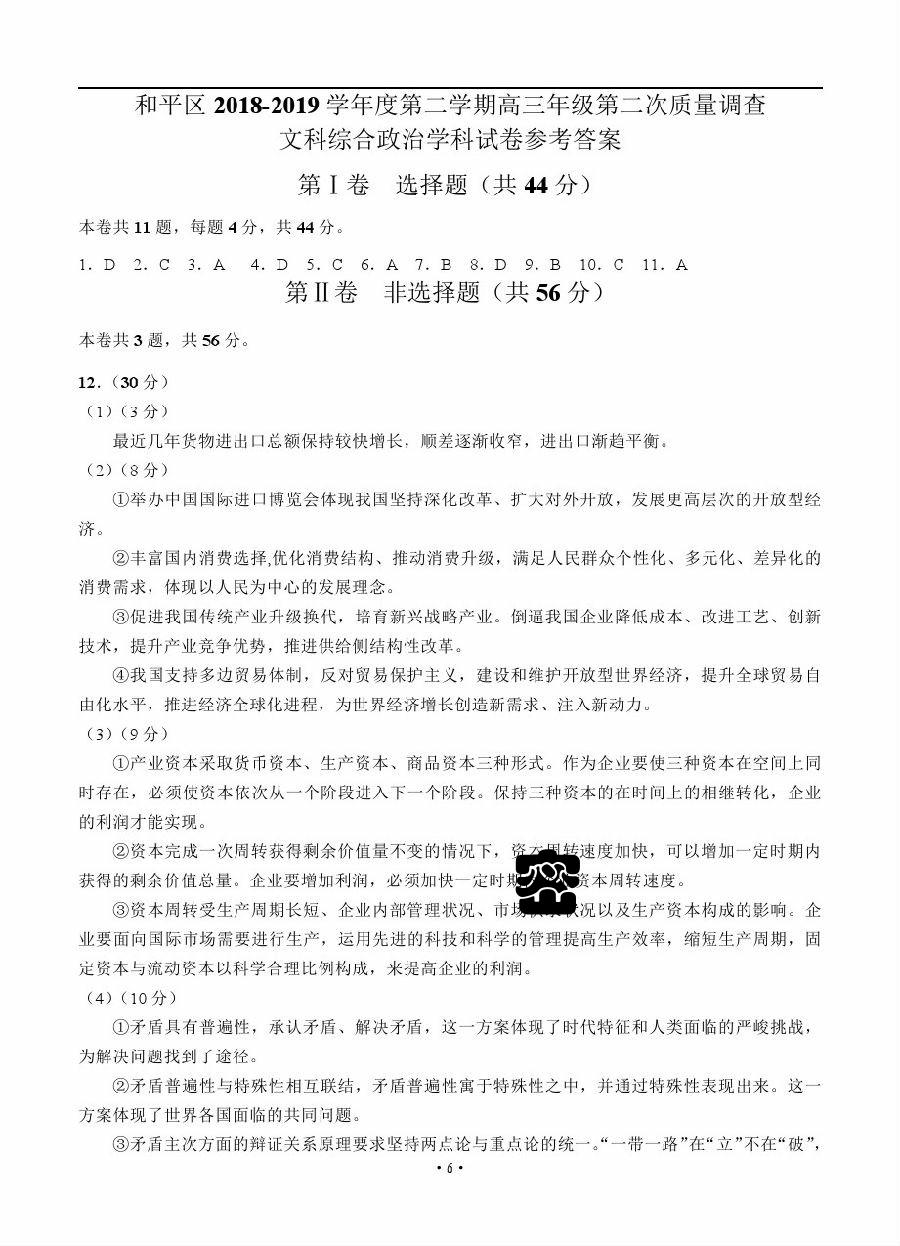 和平区 2018-2019 学年度第二学期高三年级第二次质量调查
文科综合政治学科试卷参考答案
第Ⅰ卷 选择题（共 44 分）
本卷共 11 题，每题 4 分，共 44 分。
1．D 2．C 3．A 4．D 5．C 6．A 7．B 8．D 9．B 10．C 11．A
第Ⅱ卷 非选择题（共 56 分）
本卷共 3 题，共 56 分。
12.（30 分）
（1）（3 分）
最近几年货物进出口总额保持较快增长，顺差逐渐收窄，进出口渐趋平衡。
（2）（8 分）
①举办中国国际进口博览会体现我国坚持深化改革、扩大对外开放，发展更高层次的开放型经
济。
②丰富国内消费选择,优化消费结构、推动消费升级，满足人民群众个性化、多元化、差异化的
消费需求，体现以人民为中心的发展理念。
③促进我国传统产业升级换代，培育新兴战略产业。倒逼我国企业降低成本、改进工艺、创新
技术，提升产业竞争优势，推进供给侧结构性改革。
④我国支持多边贸易体制，反对贸易保护主义，建设和维护开放型世界经济，提升全球贸易自
由化水平，推进经济全球化进程，为世界经济增长创造新需求、注入新动力。
（3）（9 分）
①产业资本采取货币资本、生产资本、商品资本三种形式。作为企业要使三种资本在空间上同
时存在，必须使资本依次从一个阶段进入下一个阶段。保持三种资本的在时间上的相继转化，企业
的利润才能实现。
②资本完成一次周转获得剩余价值量不变的情况下，资 转速度加快，可以增加一定时期内
获得的剩余价值总量。企业要增加利润，必须加快一定时期 资本周转速度。
③资本周转受生产周期长短、企业内部管理状况、市场 状况以及生产资本构成的影响。企
业要面向国际市场需要进行生产，运用先进的科技和科学的管理提高生产效率，缩短生产周期，固
定资本与流动资本以科学合理比例构成，来提高企业的利润。
（4）（10 分）
①矛盾具有普遍性，承认矛盾、解决矛盾，这一方案体现了时代特征和人类面临的严峻挑战，
为解决问题找到了途径。
②矛盾普遍性与特殊性相互联结，矛盾普遍性寓于特殊性之中，并通过特殊性表现出来。这一
方案体现了世界各国面临的共同问题。
③矛盾主次方面的辩证关系原理要求坚持两点论与重点论的统一。“一带一路”在“立”不在“破”，
• 6 •